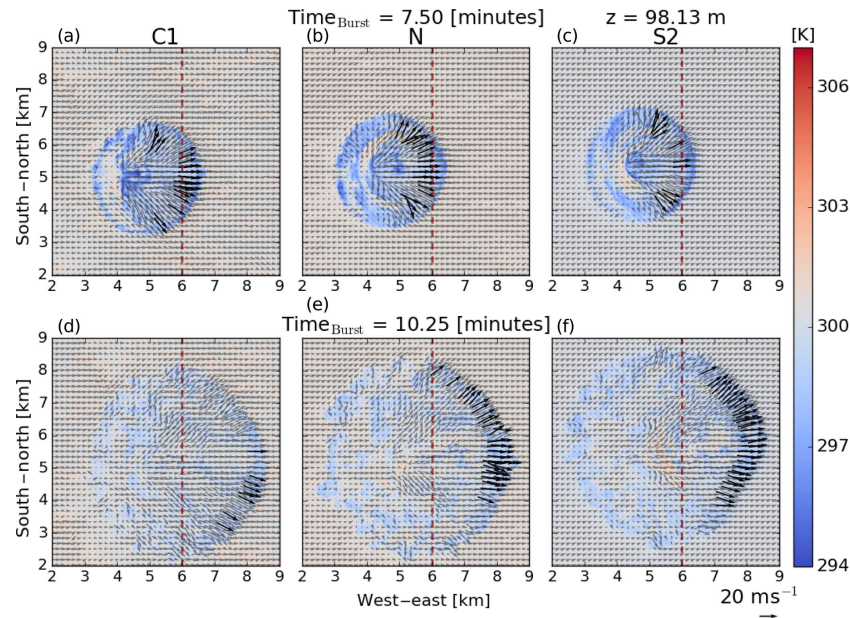 Time_Burst = 7.50 [minutes] z = 98.13 m
(a) C1 (b) N (c) S2 [K]
9 8 7 6 5 4 3 2
South−north [km]
2 3 4 5 6 7 8 9 2 3 4 5 6 7 8 9 2 3 4 5 6 7 8 9
306
303
300
297
294
(d) (e) (f)
Time_Burst = 10.25 [minutes]
9 8 7 6 5 4 3 2
South−north [km]
2 3 4 5 6 7 8 9 2 3 4 5 6 7 8 9 2 3 4 5 6 7 8 9
West−east [km]
20 ms⁻¹